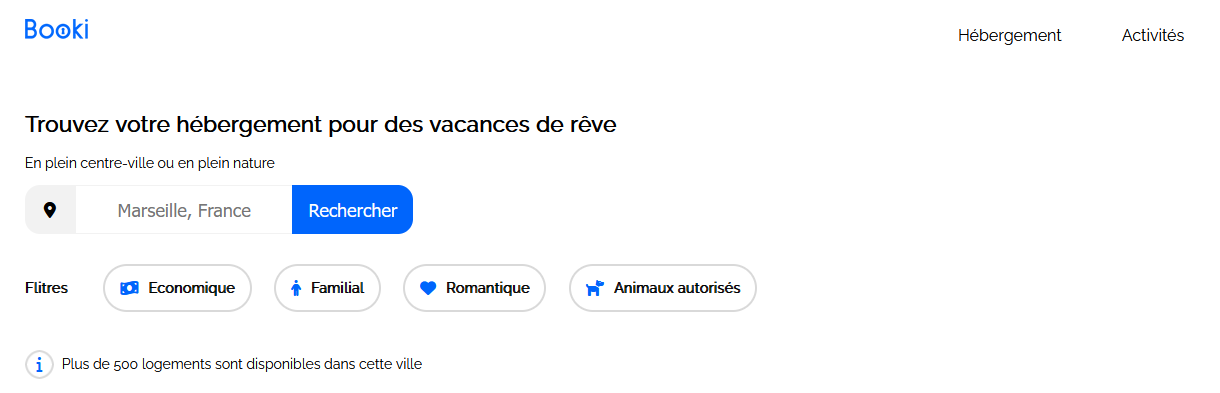 Booki
Hébergement
Activités
Trouvez votre hébergement pour des vacances de rêve
En plein centre-ville ou en plein nature
Marseille, France
Rechercher
Flitres
Economique
Familial
Romantique
Animaux autorisés
i
Plus de 500 logements sont disponibles dans cette ville